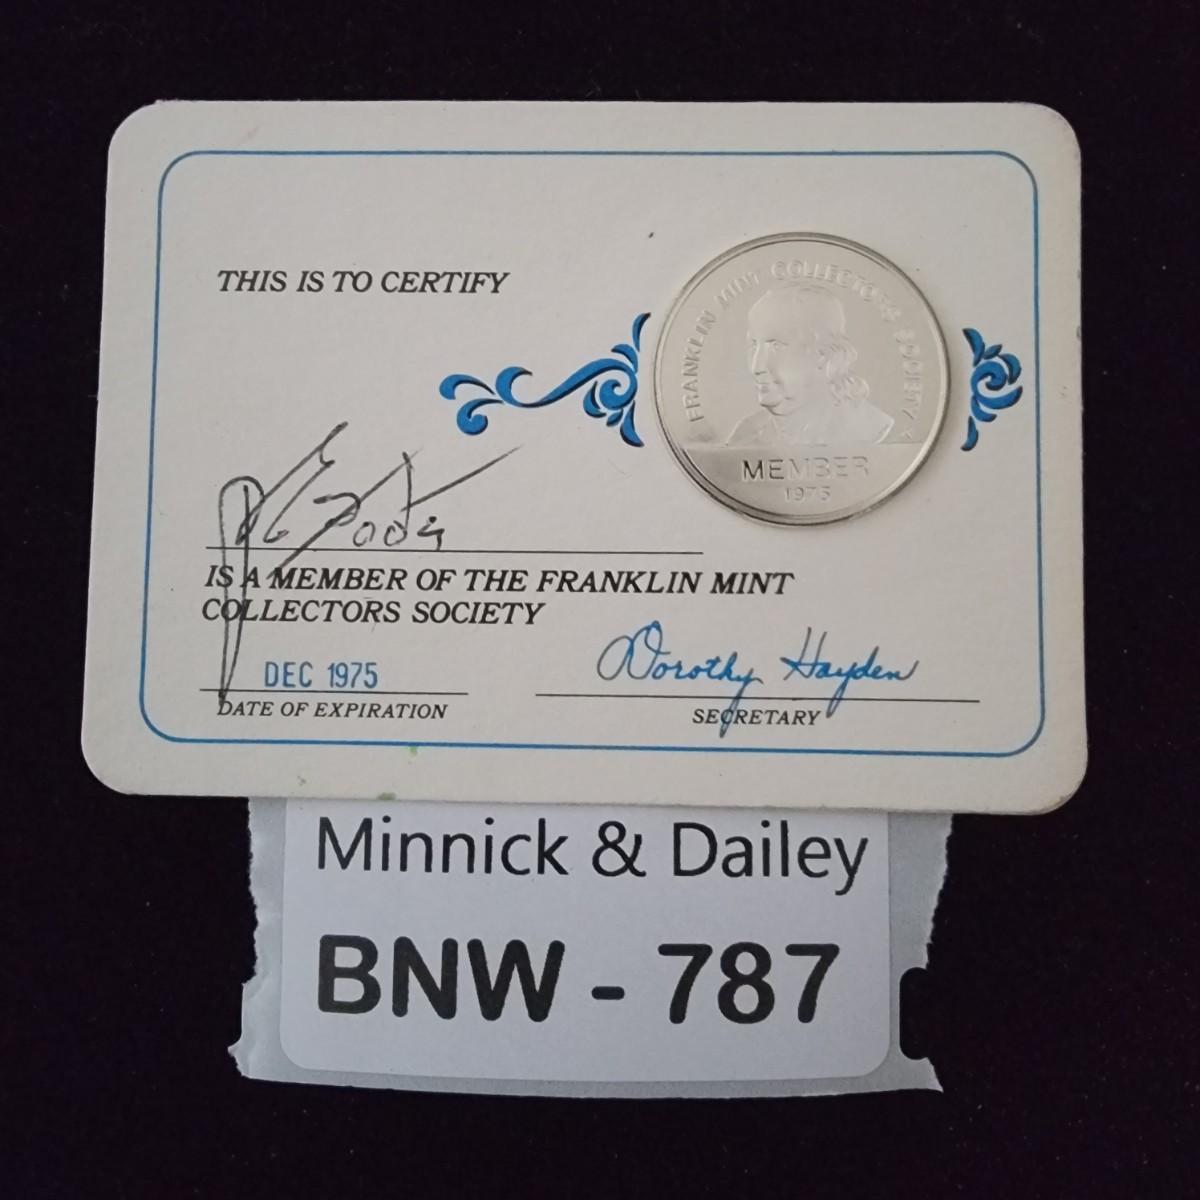 THIS IS TO CERTIFY
FRANKLIN MINT COLLECTORS SOCIETY
MEMBER
1975
IS A MEMBER OF THE FRANKLIN MINT
COLLECTORS SOCIETY
DEC 1975
DATE OF EXPIRATION
Dorothy Hayden
SECRETARY
Minnick & Dailey
BNW - 787